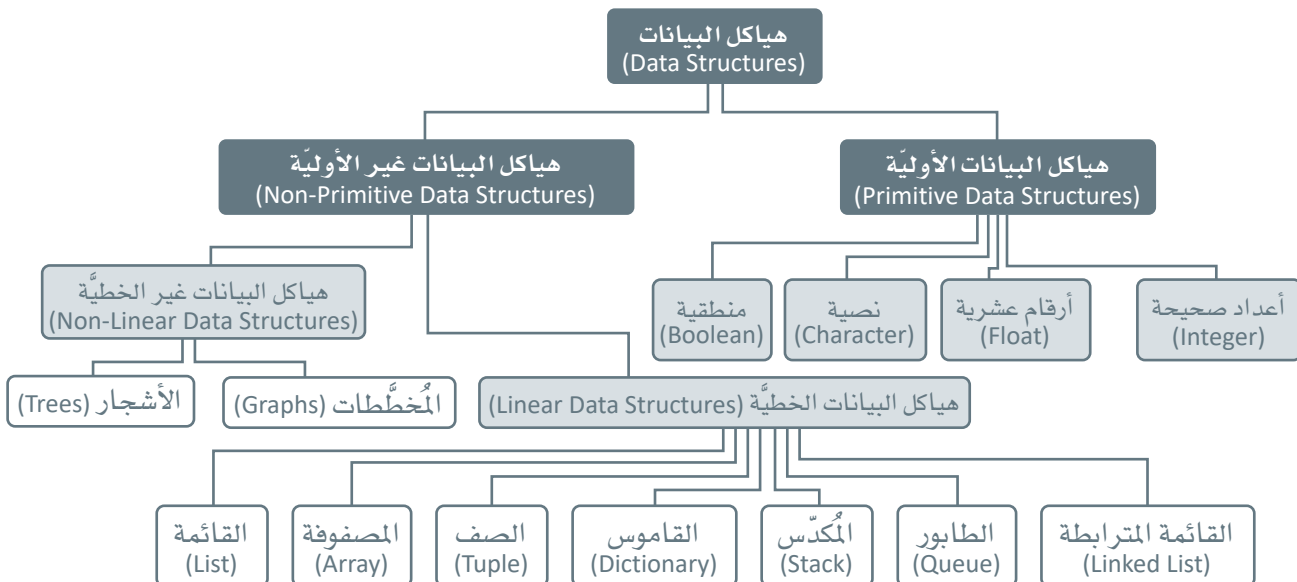 هياكل البيانات
(Data Structures)
هياكل البيانات الأوليّة
(Primitive Data Structures)
هياكل البيانات غير الأوليّة
(Non-Primitive Data Structures)
أعداد صحيحة
(Integer)
أرقام عشرية
(Float)
نصية
(Character)
منطقية
(Boolean)
هياكل البيانات غير الخطيَّة
(Non-Linear Data Structures)
هياكل البيانات الخطيَّة (Linear Data Structures)
المُخطَّطات (Graphs)
الأشجار (Trees)
القائمة المترابطة
(Linked List)
الطابور
(Queue)
المُكدّس
(Stack)
القاموس
(Dictionary)
الصف
(Tuple)
المصفوفة
(Array)
القائمة
(List)